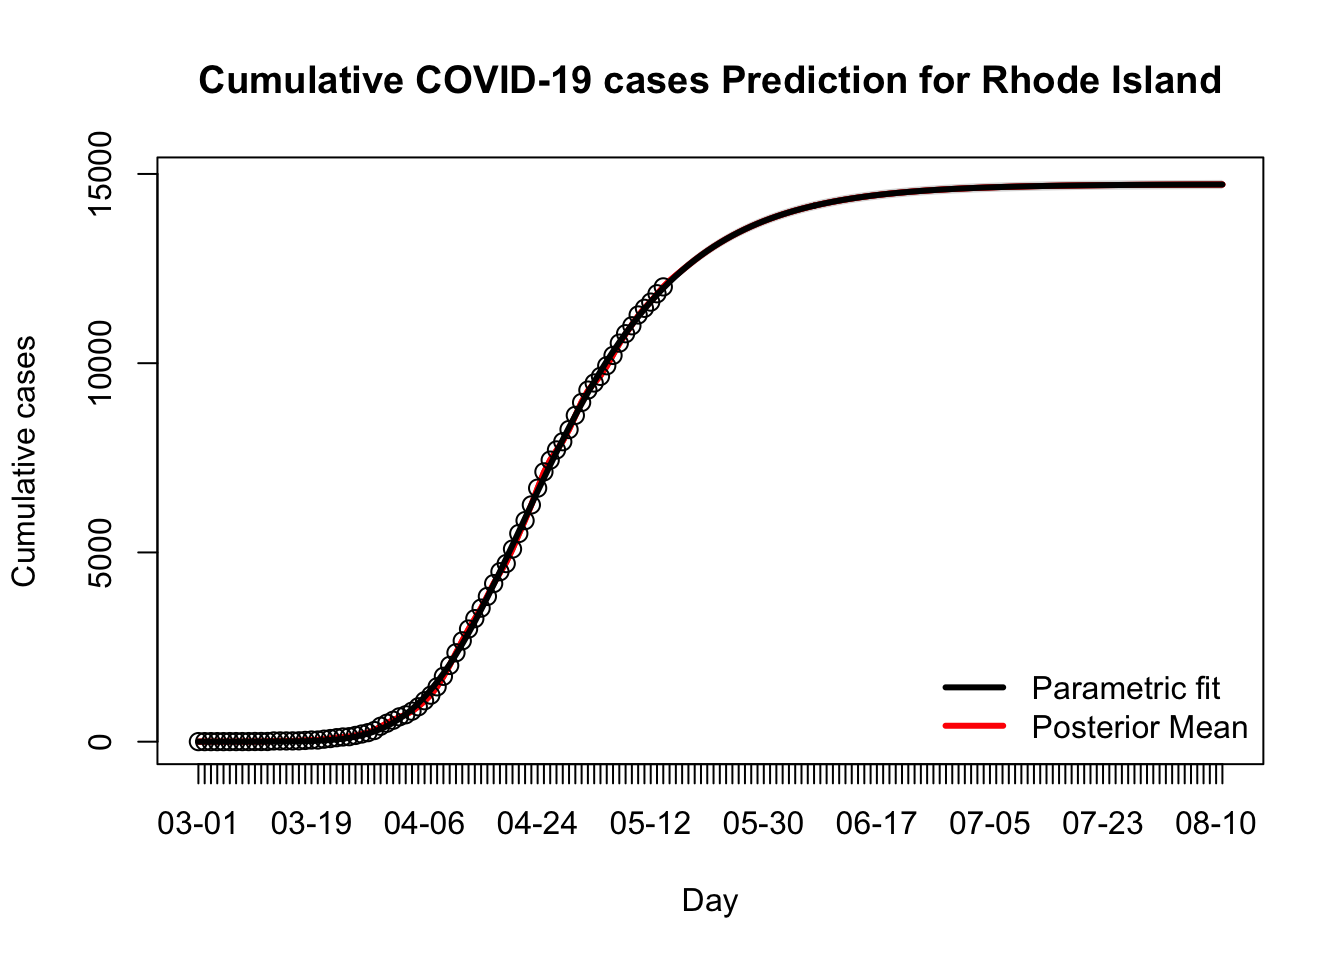 Cumulative COVID-19 cases Prediction for Rhode Island
Cumulative cases
15000
10000
5000
0
Parametric fit
Posterior Mean
03-01 03-19 04-06 04-24 05-12 05-30 06-17 07-05 07-23 08-10
Day